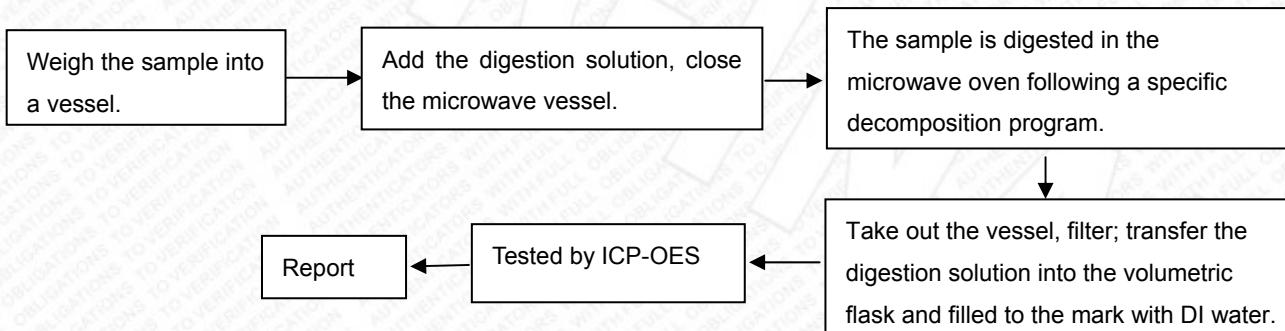 Weigh the sample into
a vessel.
Add the digestion solution, close
the microwave vessel.
The sample is digested in the
microwave oven following a specific
decomposition program.
Take out the vessel, filter; transfer the
digestion solution into the volumetric
flask and filled to the mark with DI water.
Tested by ICP-OES
Report